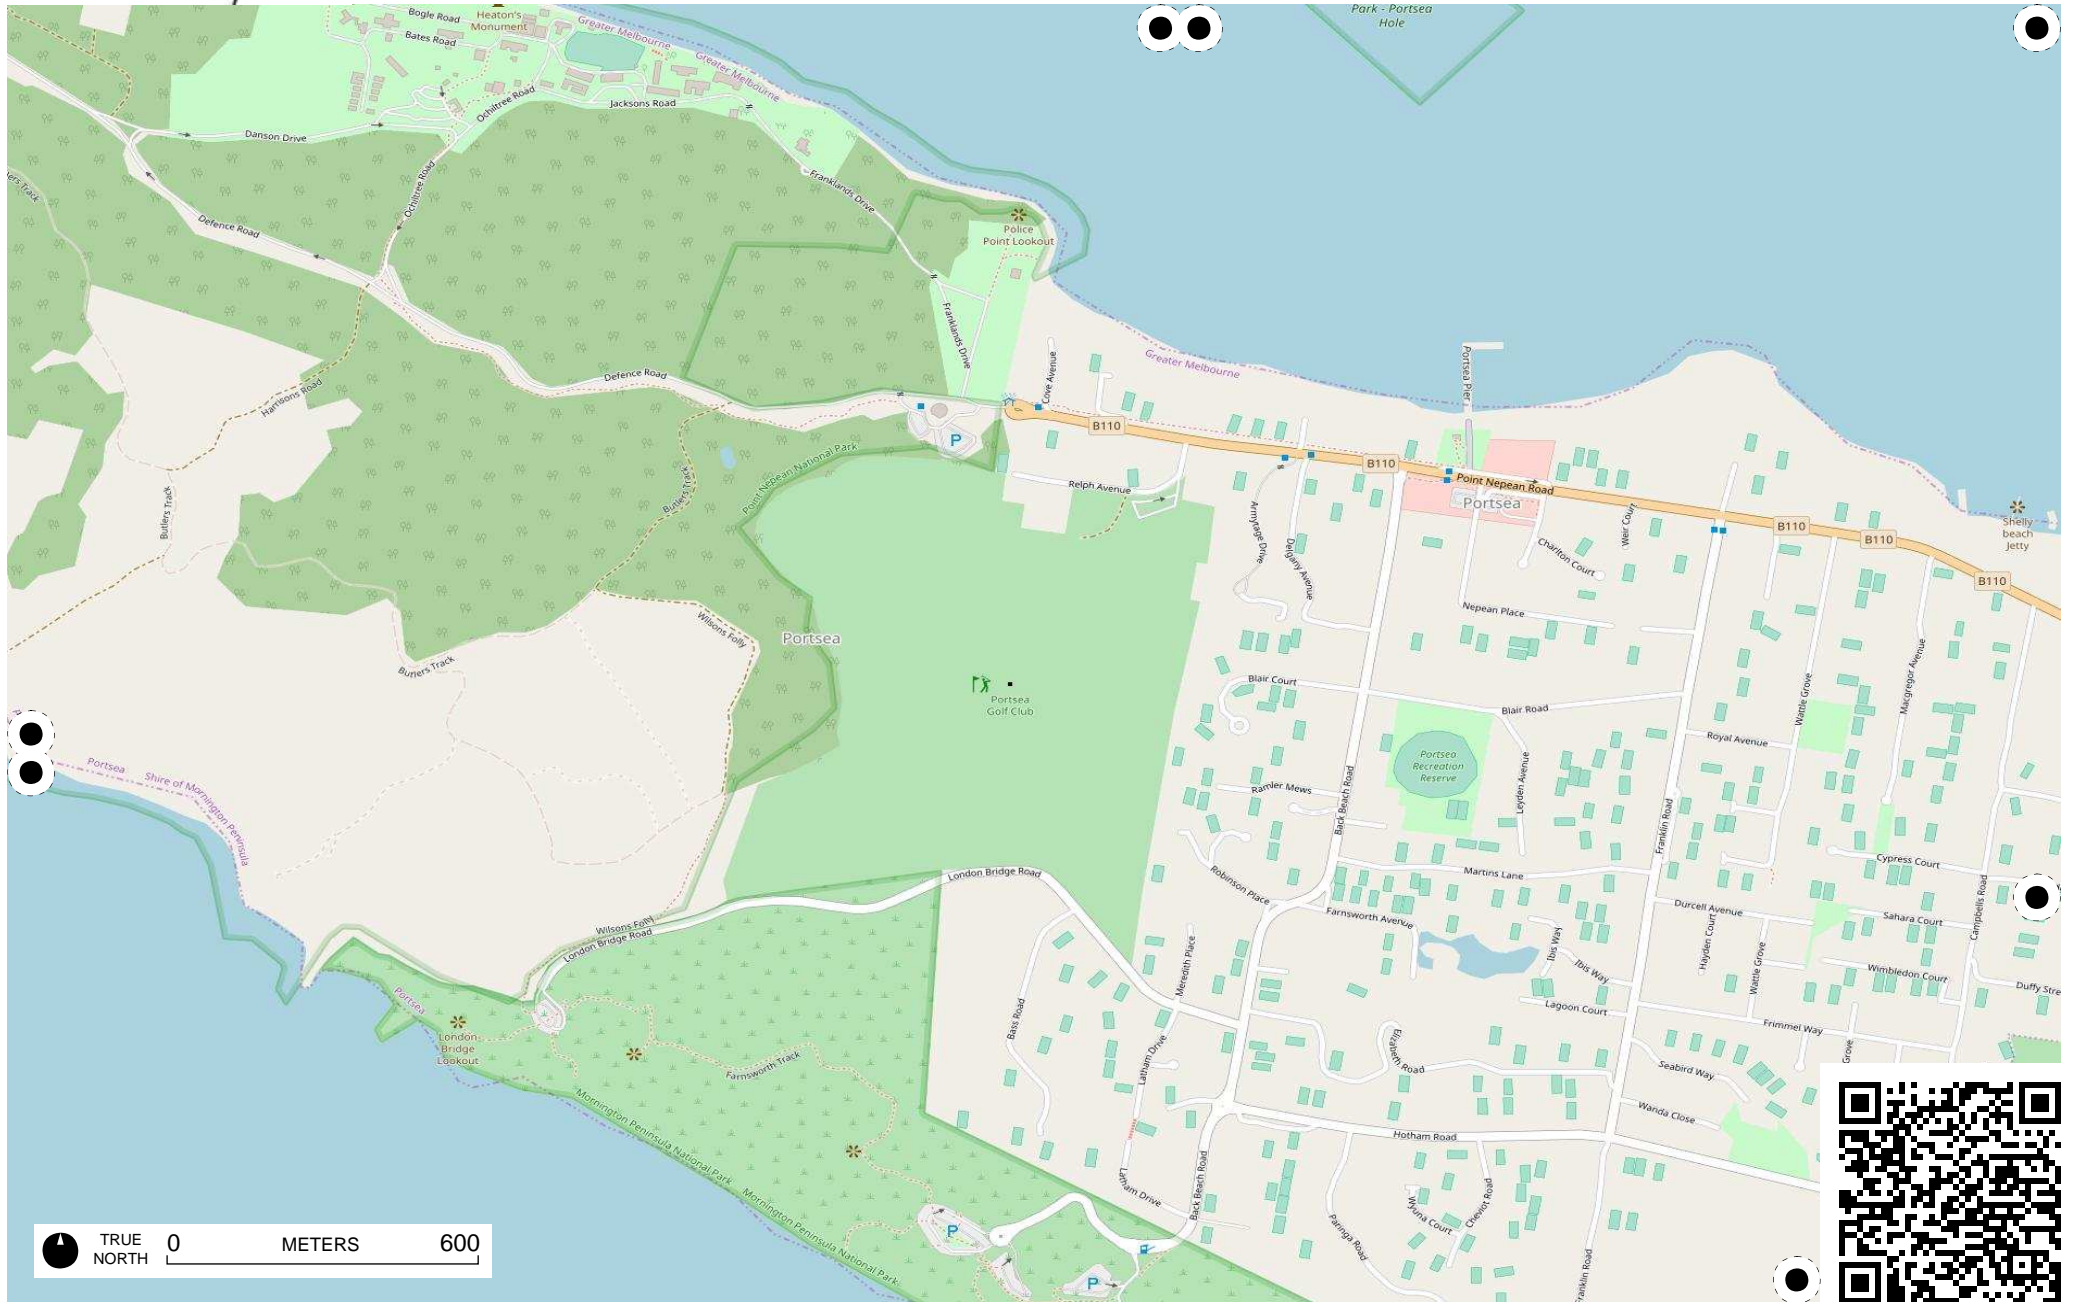 Park - Portsea
Hole
Bogle Road
Heaton's
Monument
Bates Road
Greater Melbourne
Greater Melbourne
Ochiltree Road
Jacksons Road
Danson Drive
Ochiltree Road
Franklands Drive
lers Track
Defence Road
Police
Point Lookout
Franklands Drive
Defence Road
Cove Avenue
Greater Melbourne
Portsea Pier
Harrisons Road
B110
P
Point Nepean National Park
B110
Butlers Track
Relph Avenue
Point Nepean Road
Portsea
Butlers Track
Armytage Drive
Delgany Avenue
Weir Court
Charlton Court
B110
B110
Shelly
beach
Jetty
B110
Nepean Place
Wilsons Folly
Portsea
Butlers Track
Macgregor Avenue
Wattle Grove
Blair Court
Blair Road
Portsea
Golf Club
Royal Avenue
Portsea
Recreation
Reserve
Leyden Avenue
Portsea
Shire of Mornington Peninsula
Ramler Mews
Back Beach Road
Franklin Road
Cypress Court
London Bridge Road
Robinson Place
Martins Lane
Campbells Road
Durcell Avenue
Sahara Court
Farnsworth Avenue
Hayden Court
Wilsons Folly
London Bridge Road
Ibis Way
Ibis Way
Wattle Grove
Wimbledon Court
Meredith Place
Duffy Stre
Portsea
Bass Road
Lagoon Court
Frimmel Way
London
Bridge
Lookout
Latham Drive
Elizabeth Road
Grove
Farnsworth Track
Seabird Way
Mornington Peninsula National Park
Wanda Close
Hotham Road
Latham Drive
Back Beach Road
Mornington Peninsula National Park
Wyuna Court
Cheviot Road
Paringa Road
Franklin Road
P
P
TRUE
NORTH
0 METERS 600